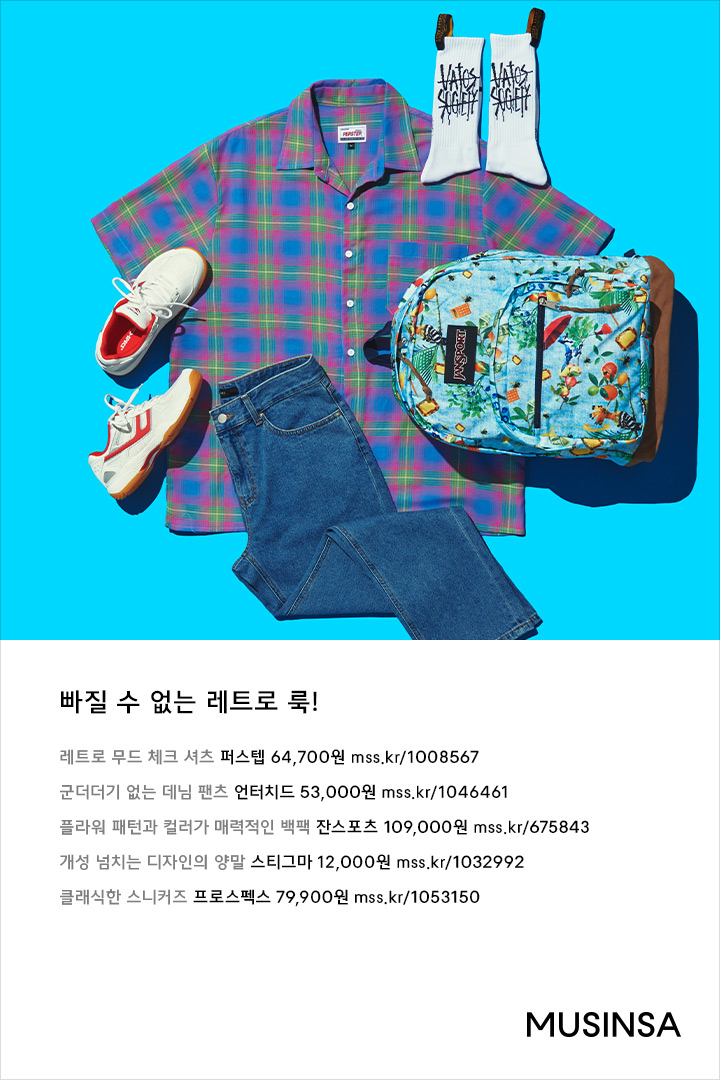 VATOS
SOCIETY
VATOS
SOCIETY
PERSTEP
JANSPORT
빠질 수 없는 레트로 룩!
레트로 무드 체크 셔츠 퍼스텝 64,700원 mss.kr/1008567
군더더기 없는 데님 팬츠 언터치드 53,000원 mss.kr/1046461
플라워 패턴과 컬러가 매력적인 백팩 잔스포츠 109,000원 mss.kr/675843
개성 넘치는 디자인의 양말 스티그마 12,000원 mss.kr/1032992
클래식한 스니커즈 프로스펙스 79,900원 mss.kr/1053150
MUSINSA